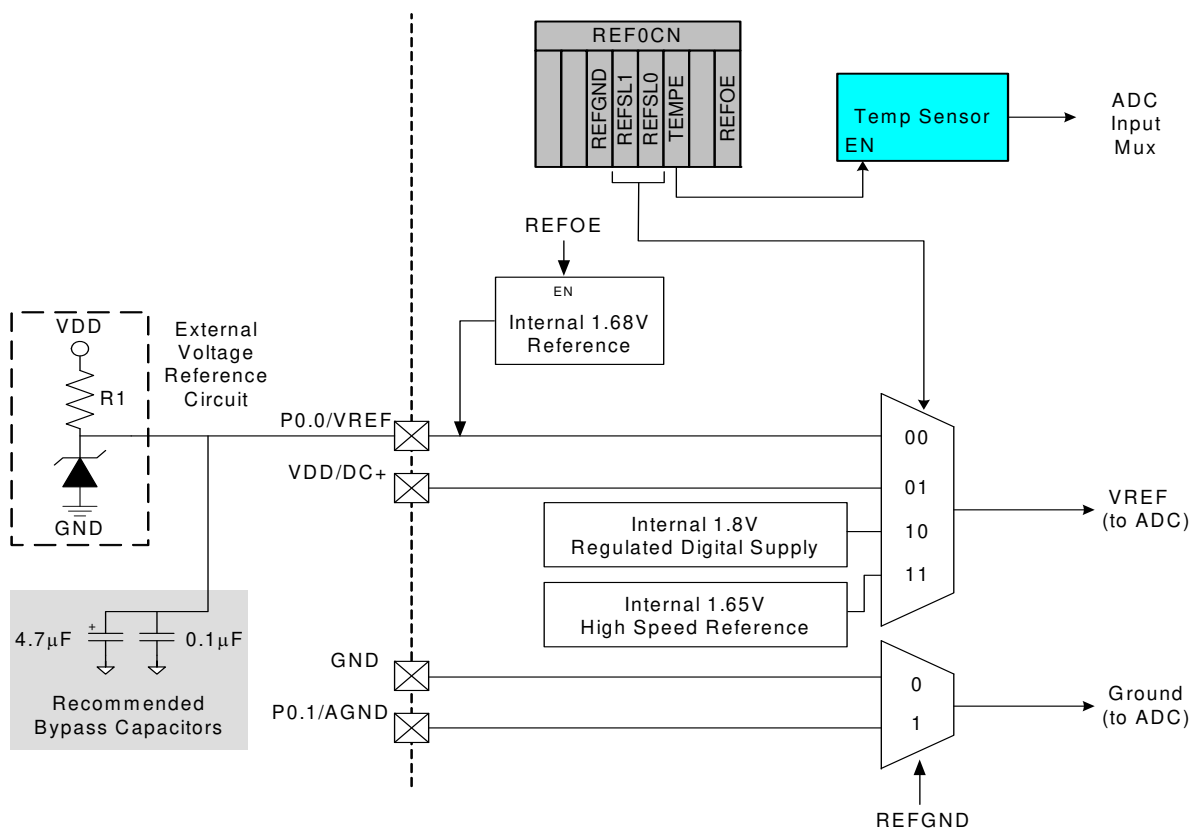 REF0CN
REFGND
REFSL1
REFSL0
TEMPE
REFOE
Temp Sensor
EN
ADC
Input
Mux
REFOE
EN
Internal 1.68V
Reference
VDD
R1
GND
External
Voltage
Reference
Circuit
P0.0/VREF
VDD/DC+
00
01
10
11
Internal 1.8V
Regulated Digital Supply
Internal 1.65V
High Speed Reference
VREF
(to ADC)
+
4.7μF
0.1μF
Recommended
Bypass Capacitors
GND
P0.1/AGND
0
1
Ground
(to ADC)
REFGND